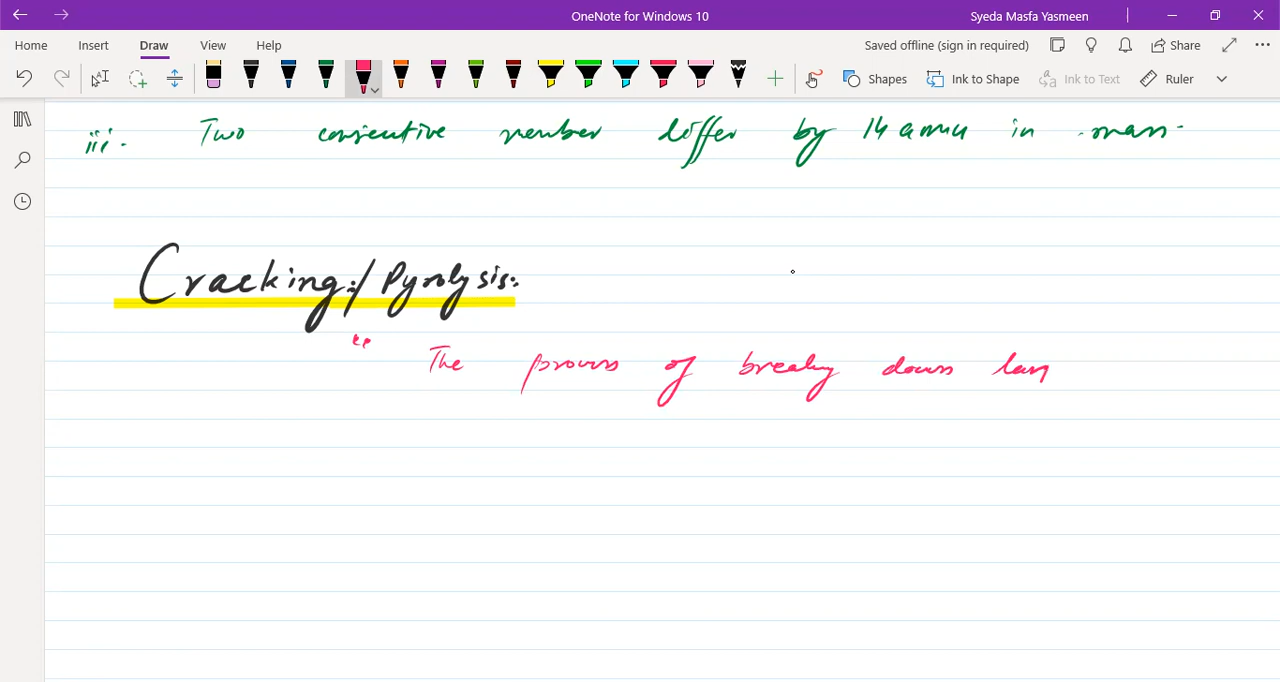 OneNote for Windows 10
Syeda Masfa Yasmeen
Home Insert Draw View Help
Saved offline (sign in required)
Share
Shapes
Ink to Shape
Ink to Text
Ruler
iii. Two consecutive member differ by 14 amu in mass.
Cracking:/Pyrolysis:
" The process of breaking down larg